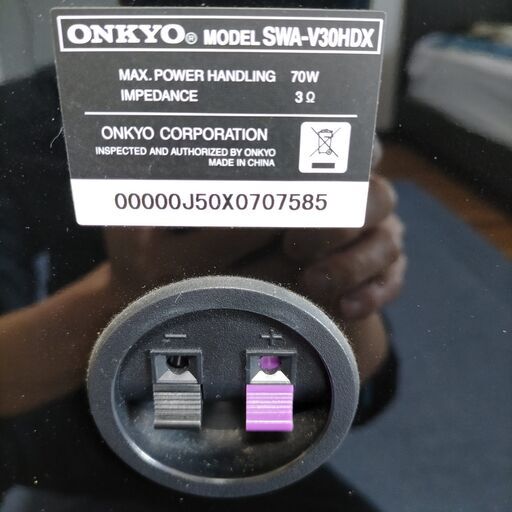 ONKYO® MODEL SWA-V30HDX
MAX. POWER HANDLING 70W
IMPEDANCE 3 Ω
ONKYO CORPORATION
INSPECTED AND AUTHORIZED BY ONKYO
MADE IN CHINA
00000J50X0707585
− +